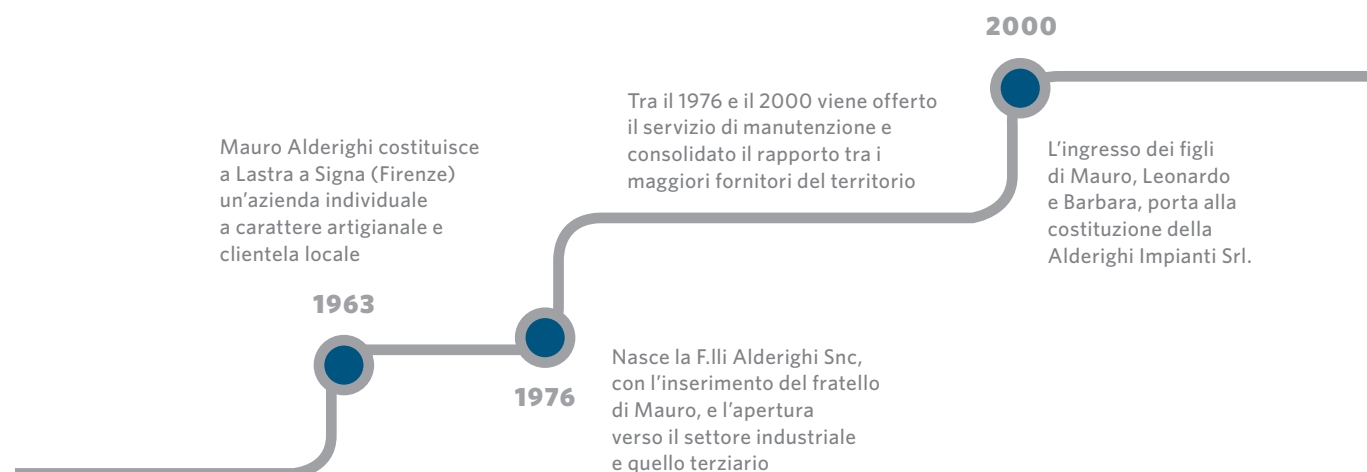 Mauro Alderighi costituisce
a Lastra a Signa (Firenze)
un'azienda individuale
a carattere artigianale e
clientela locale
1963
1976
Nasce la F.lli Alderighi Snc,
con l'inserimento del fratello
di Mauro, e l'apertura
verso il settore industriale
e quello terziario
Tra il 1976 e il 2000 viene offerto
il servizio di manutenzione e
consolidato il rapporto tra i
maggiori fornitori del territorio
2000
L'ingresso dei figli
di Mauro, Leonardo
e Barbara, porta alla
costituzione della
Alderighi Impianti Srl.